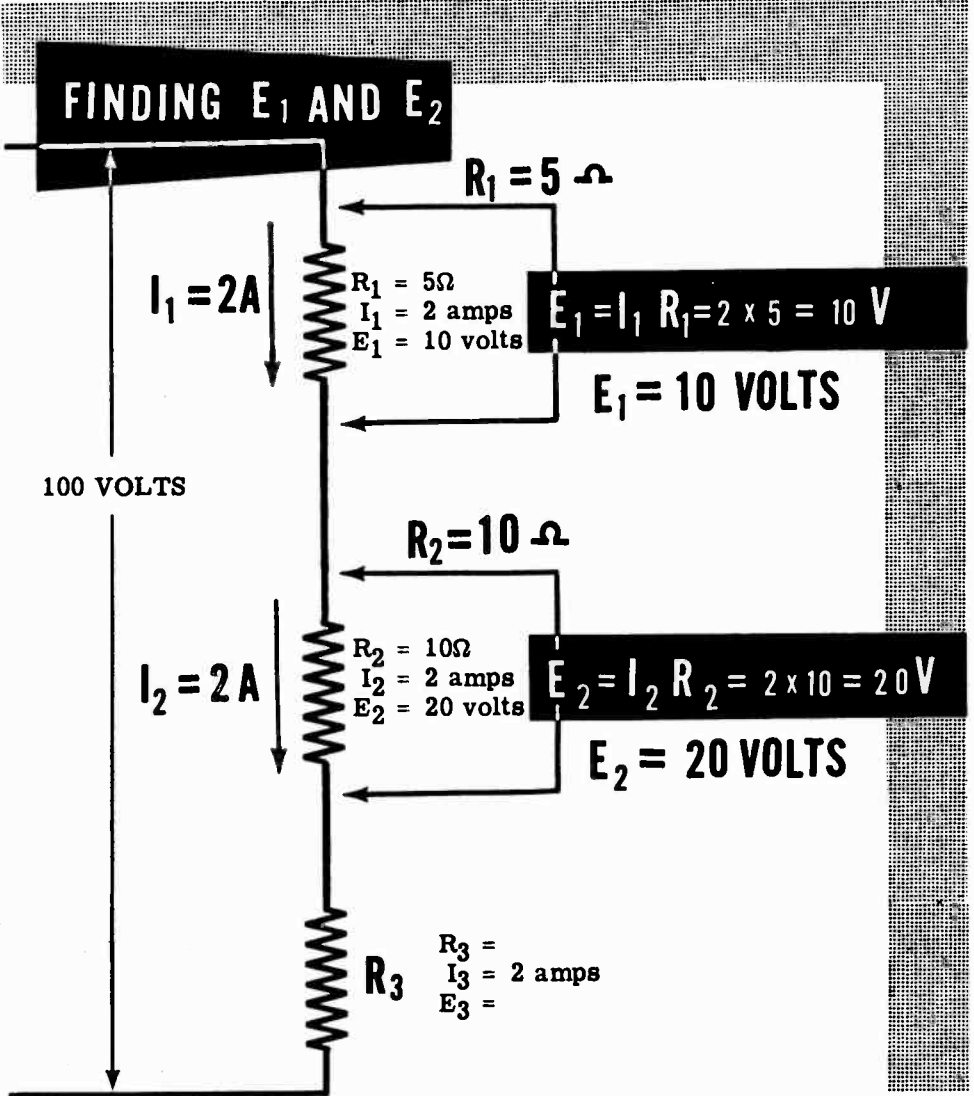 FINDING E₁ AND E₂
R₁ = 5 Ω
I₁ = 2A
R₁ = 5Ω
I₁ = 2 amps
E₁ = 10 volts
E₁ = I₁ R₁ = 2 x 5 = 10 V
E₁ = 10 VOLTS
100 VOLTS
R₂ = 10 Ω
I₂ = 2A
R₂ = 10Ω
I₂ = 2 amps
E₂ = 20 volts
E₂ = I₂ R₂ = 2 x 10 = 20 V
E₂ = 20 VOLTS
R₃
R₃ =
I₃ = 2 amps
E₃ =